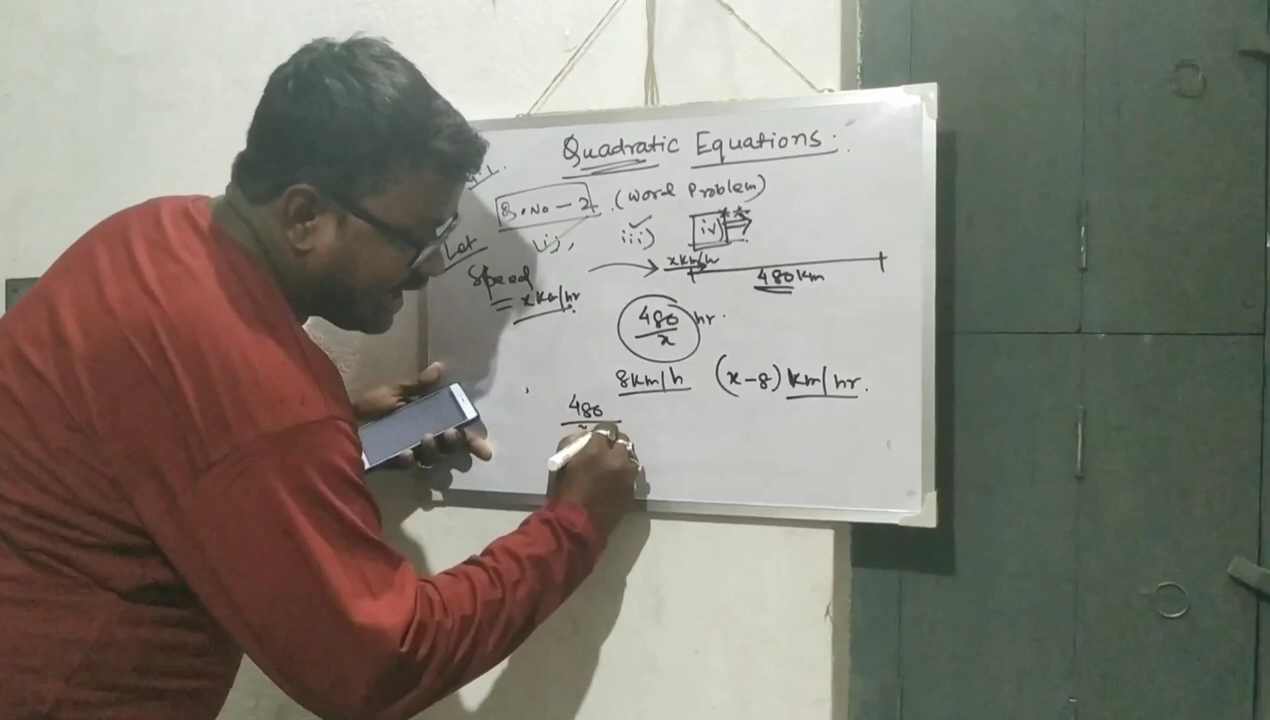 Quadratic Equations:
Q.No-2. (Word Problem)
Let ii), iii) iv)
Speed x km/h 480 km
= x km/hr.
480/x hr.
8 km/h (x-8) km/hr.
480